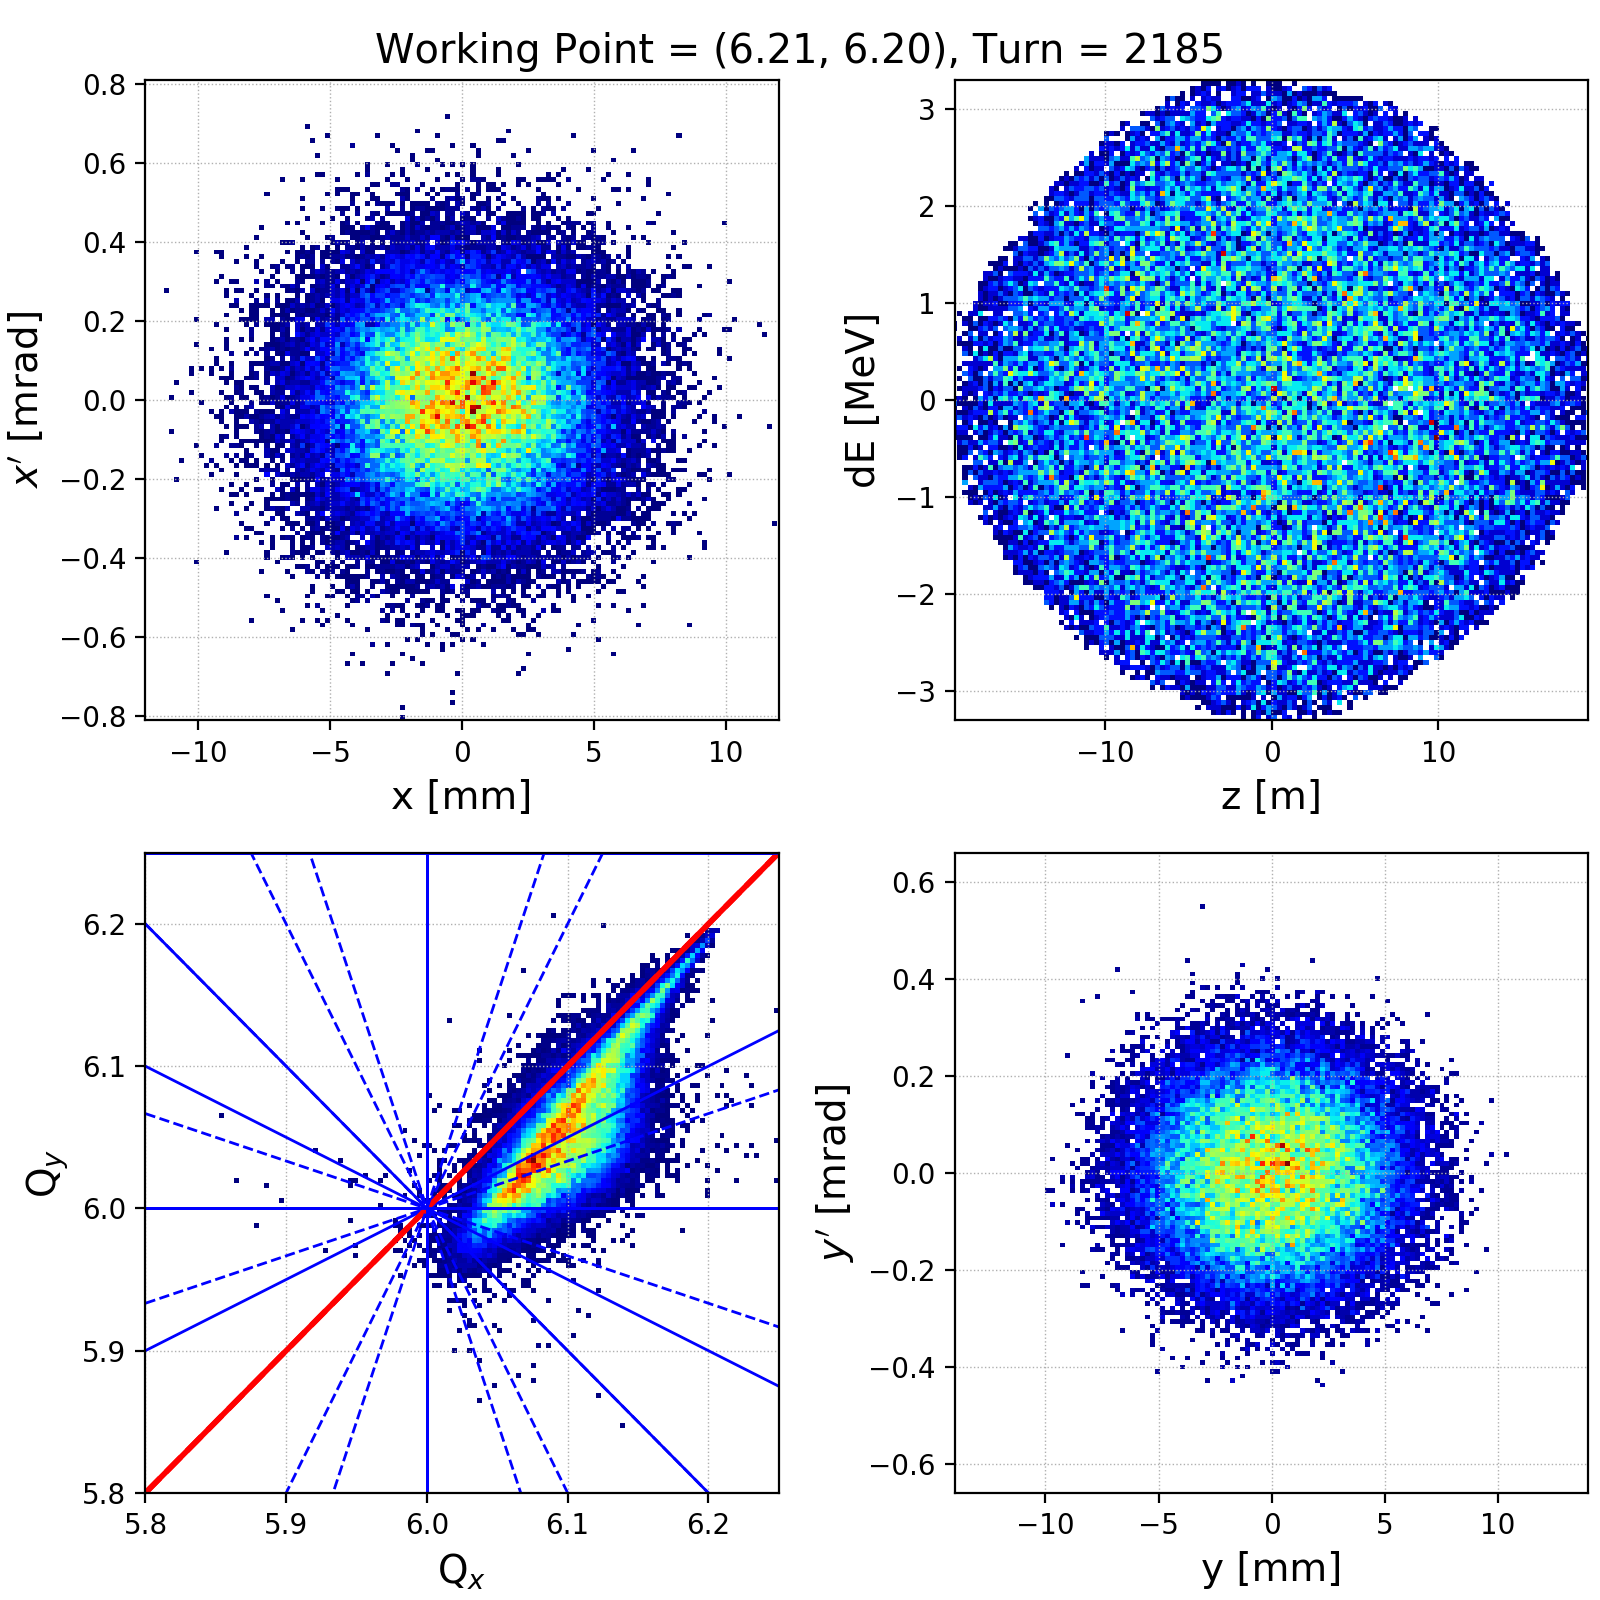 Working Point = (6.21, 6.20), Turn = 2185
0.8
0.6
0.4
0.2
0.0
−0.2
−0.4
−0.6
−0.8
x′ [mrad]
−10 −5 0 5 10
x [mm]
3
2
1
0
−1
−2
−3
dE [MeV]
−10 0 10
z [m]
6.2
6.1
6.0
5.9
5.8
Qy
5.8 5.9 6.0 6.1 6.2
Qx
0.6
0.4
0.2
0.0
−0.2
−0.4
−0.6
y′ [mrad]
−10 −5 0 5 10
y [mm]